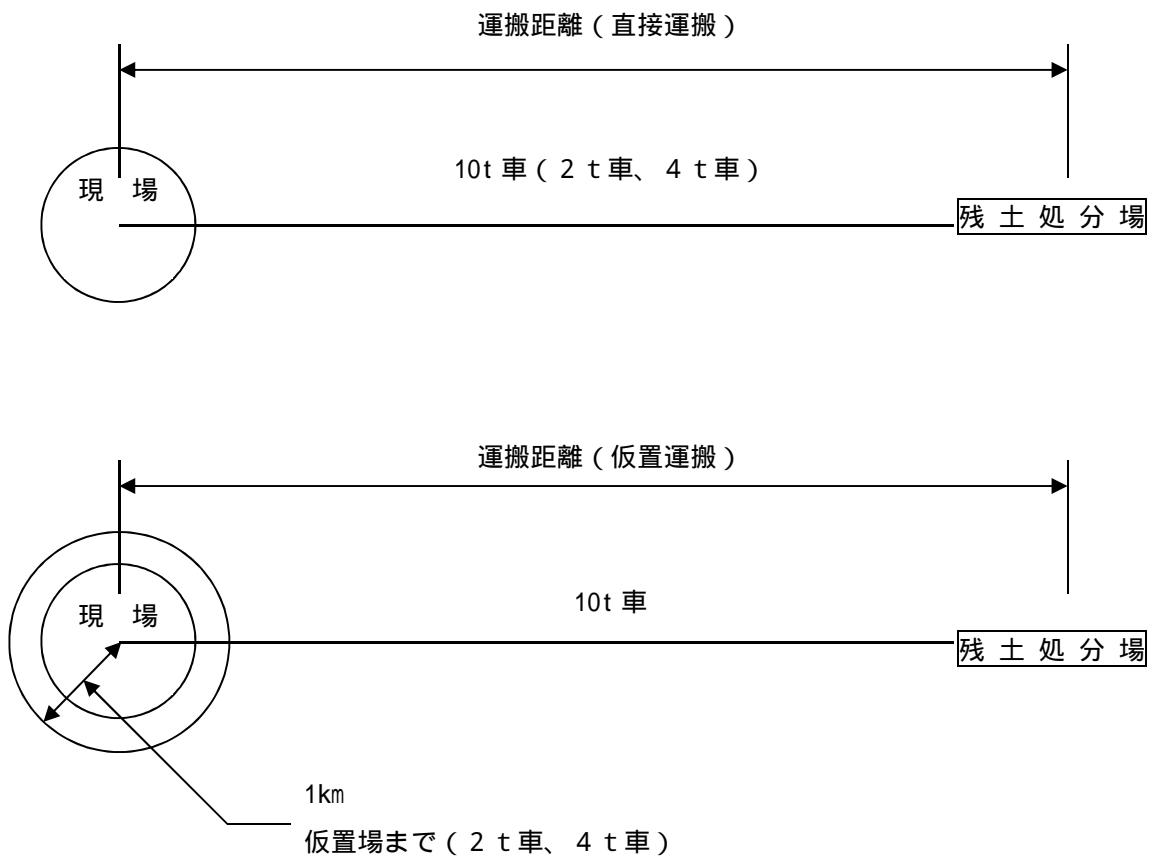 運搬距離（直接運搬）
10t 車（２ｔ車、４ｔ車）
現　場
残 土 処 分 場
運搬距離（仮置運搬）
10t 車
現　場
残 土 処 分 場
1km
仮置場まで（２ｔ車、４ｔ車）